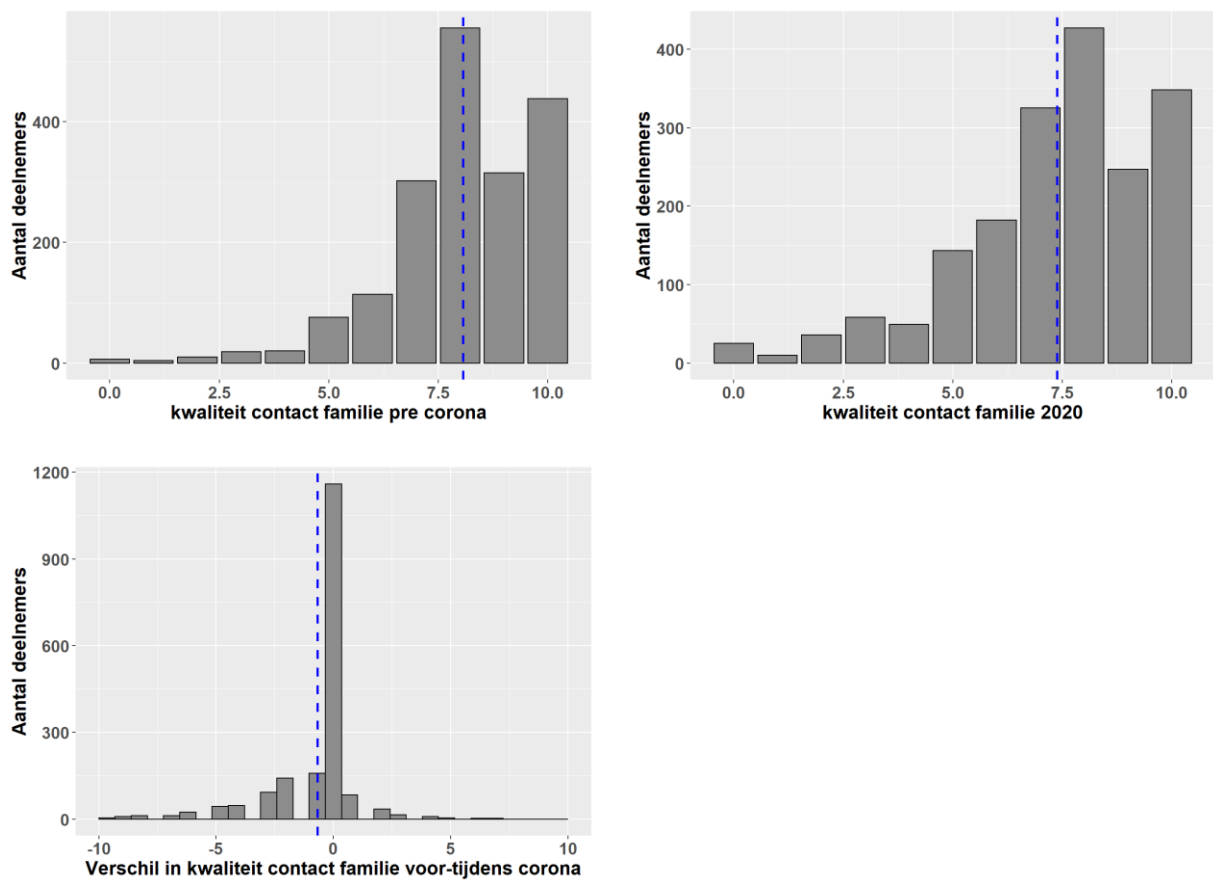 Aantal deelnemers
400
200
0
0.0 2.5 5.0 7.5 10.0
kwaliteit contact familie pre corona
Aantal deelnemers
400
300
200
100
0
0.0 2.5 5.0 7.5 10.0
kwaliteit contact familie 2020
Aantal deelnemers
1200
900
600
300
0
-10 -5 0 5 10
Verschil in kwaliteit contact familie voor-tijdens corona